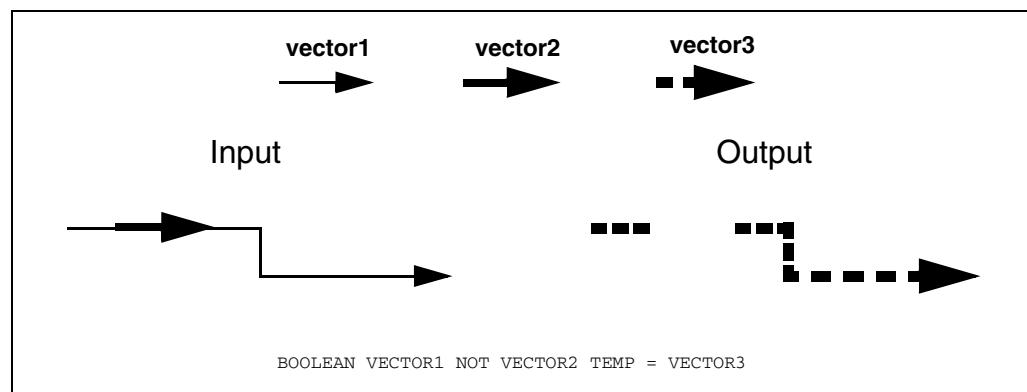 vector1 vector2 vector3
Input Output
BOOLEAN VECTOR1 NOT VECTOR2 TEMP = VECTOR3